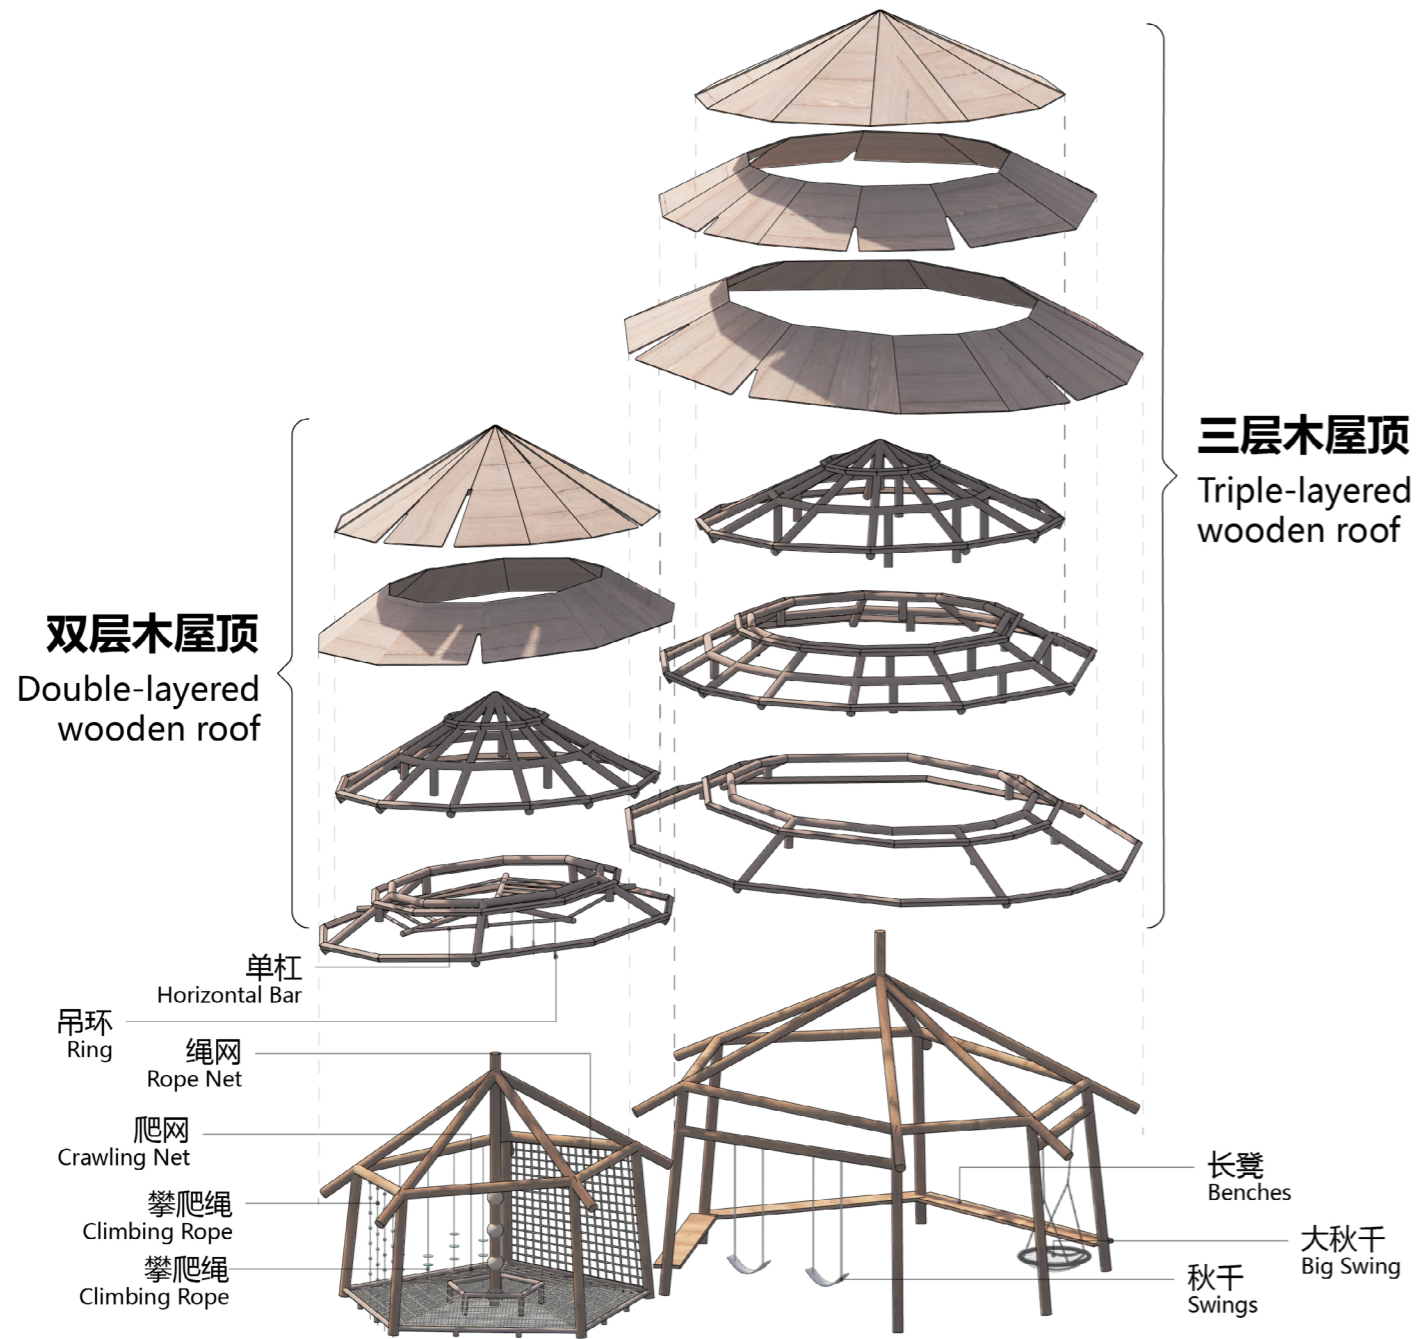 三层木屋顶
Triple-layered
wooden roof
双层木屋顶
Double-layered
wooden roof
单杠
Horizontal Bar
吊环
Ring
绳网
Rope Net
爬网
Crawling Net
攀爬绳
Climbing Rope
攀爬绳
Climbing Rope
长凳
Benches
大秋千
Big Swing
秋千
Swings